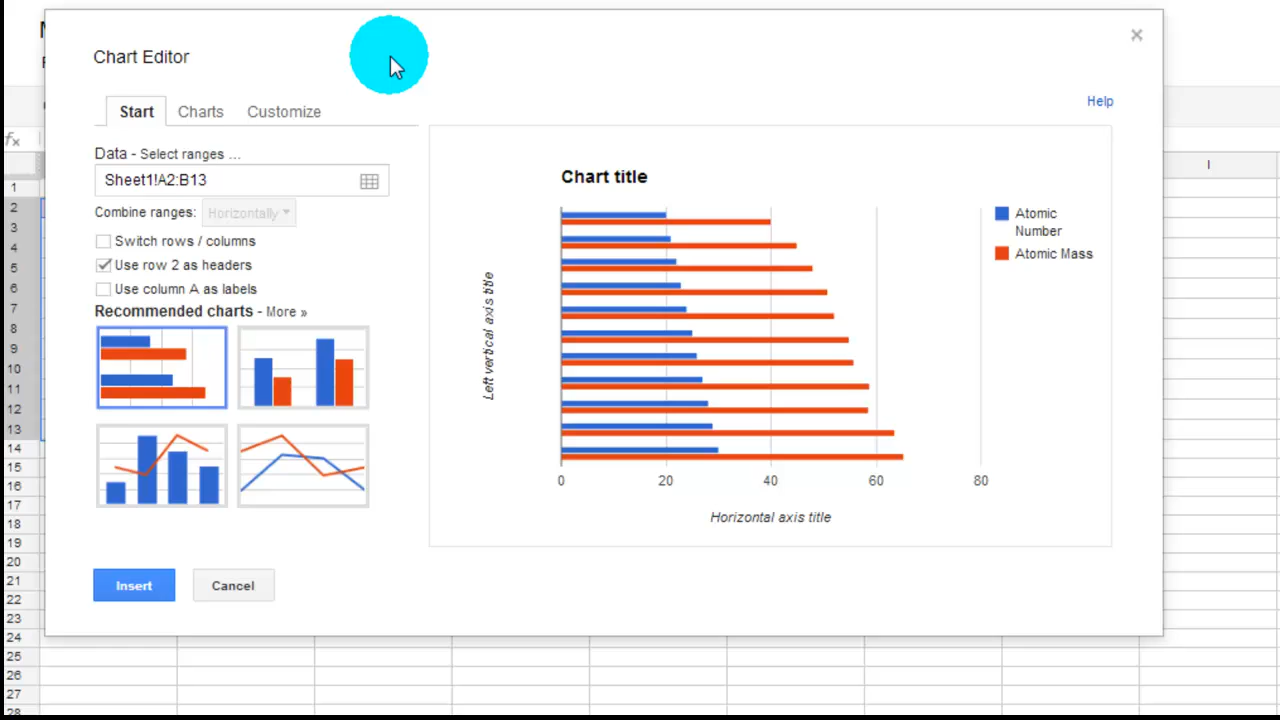 Chart Editor
×
Start Charts Customize
Help
Data - Select ranges ...
Sheet1!A2:B13
Combine ranges: Horizontally
Switch rows / columns
Use row 2 as headers
Use column A as labels
Recommended charts - More »
Insert Cancel
Chart title
Left vertical axis title
0 20 40 60 80
Horizontal axis title
Atomic
Number
Atomic Mass
fx
I
1
2
3
4
5
6
7
8
9
10
11
12
13
14
15
16
17
18
19
20
21
22
23
24
25
26
27
28